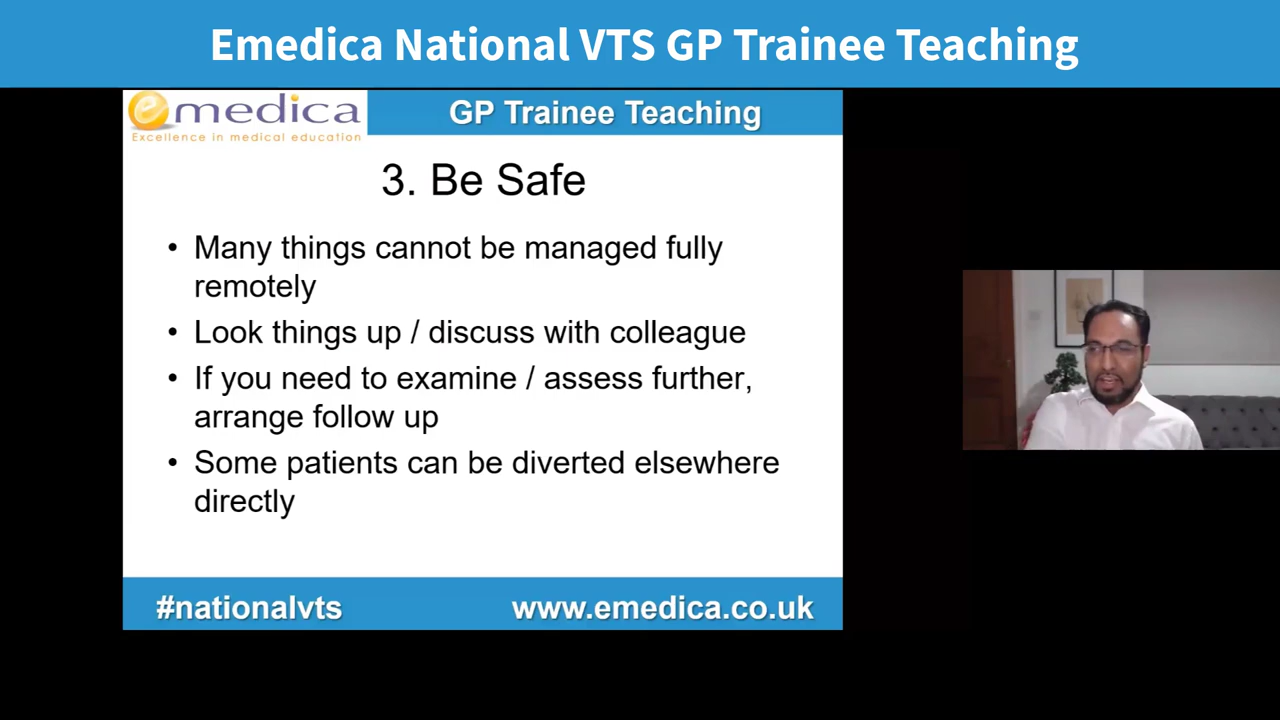 Emedica National VTS GP Trainee Teaching
emedica
Excellence in medical education
GP Trainee Teaching
3. Be Safe
• Many things cannot be managed fully
remotely
• Look things up / discuss with colleague
• If you need to examine / assess further,
arrange follow up
• Some patients can be diverted elsewhere
directly
#nationalvts
www.emedica.co.uk